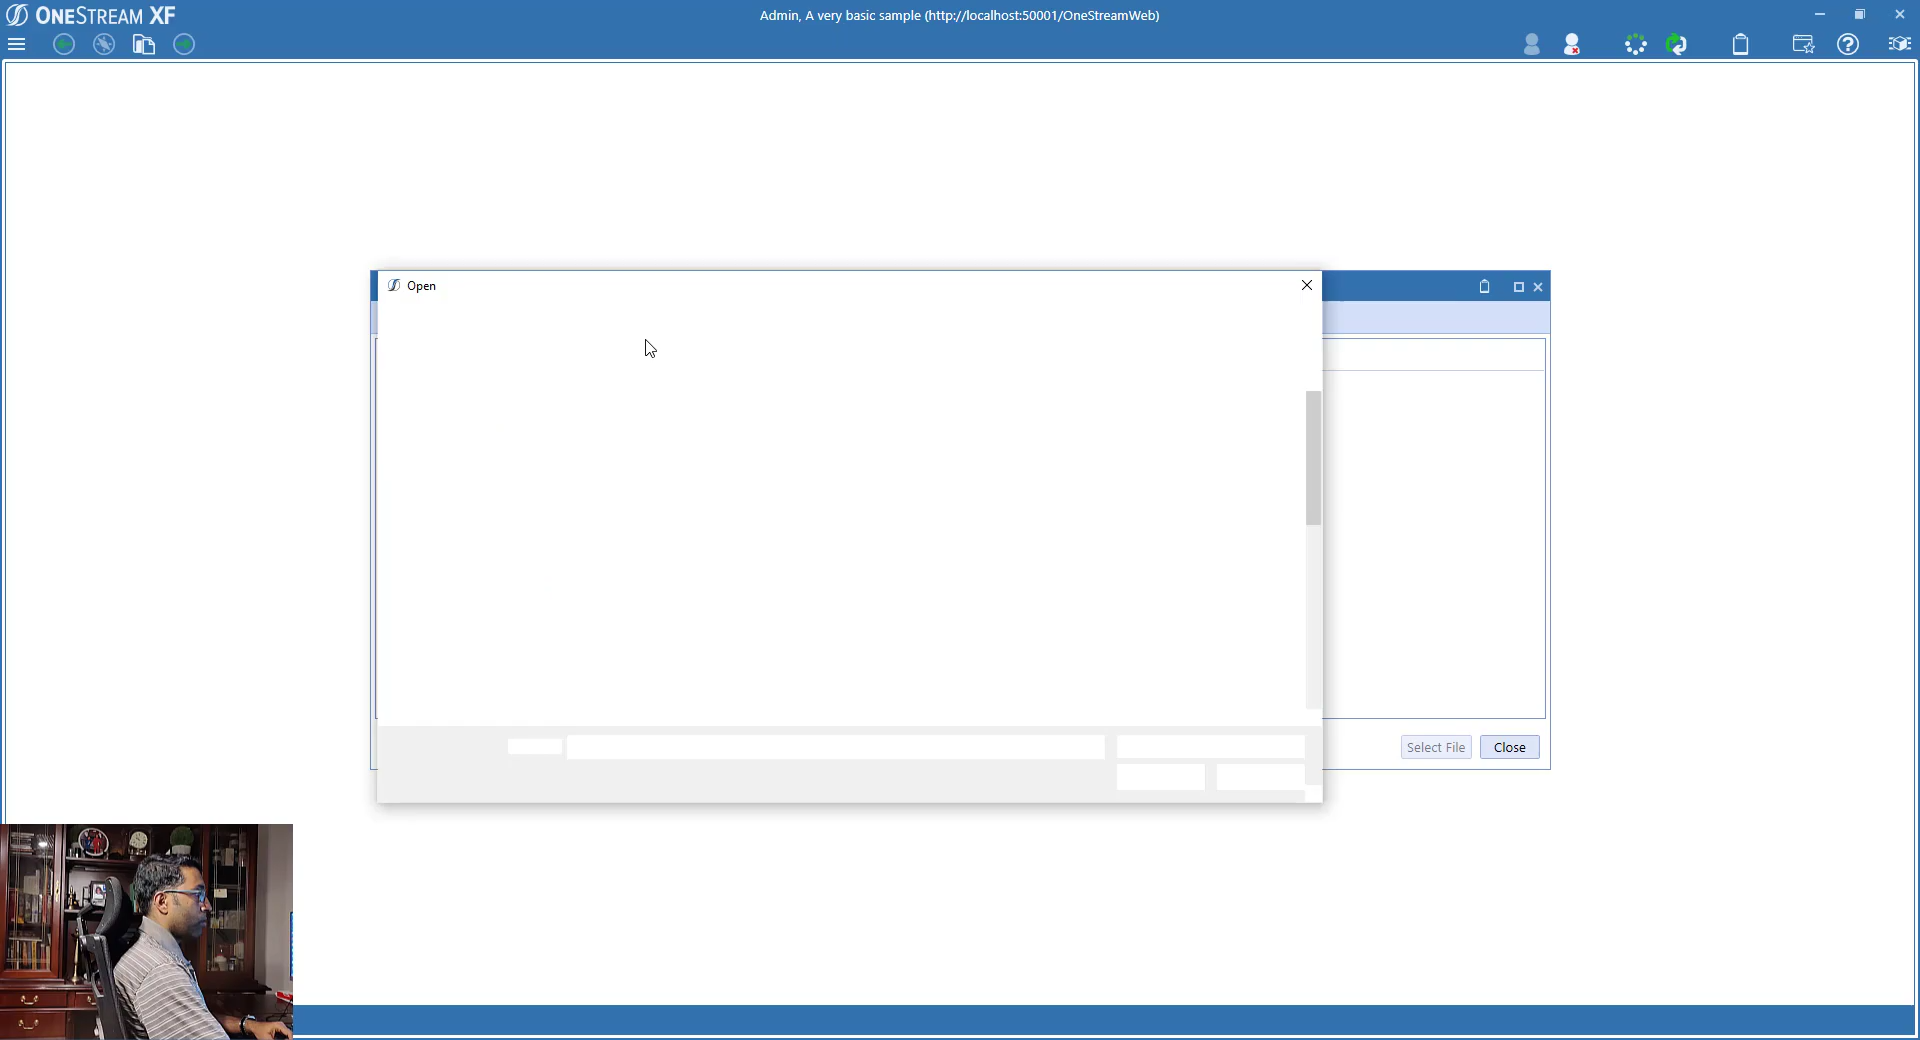 ONESTREAM XF
Admin, A very basic sample (http://localhost:50001/OneStreamWeb)
Open
Select File
Close